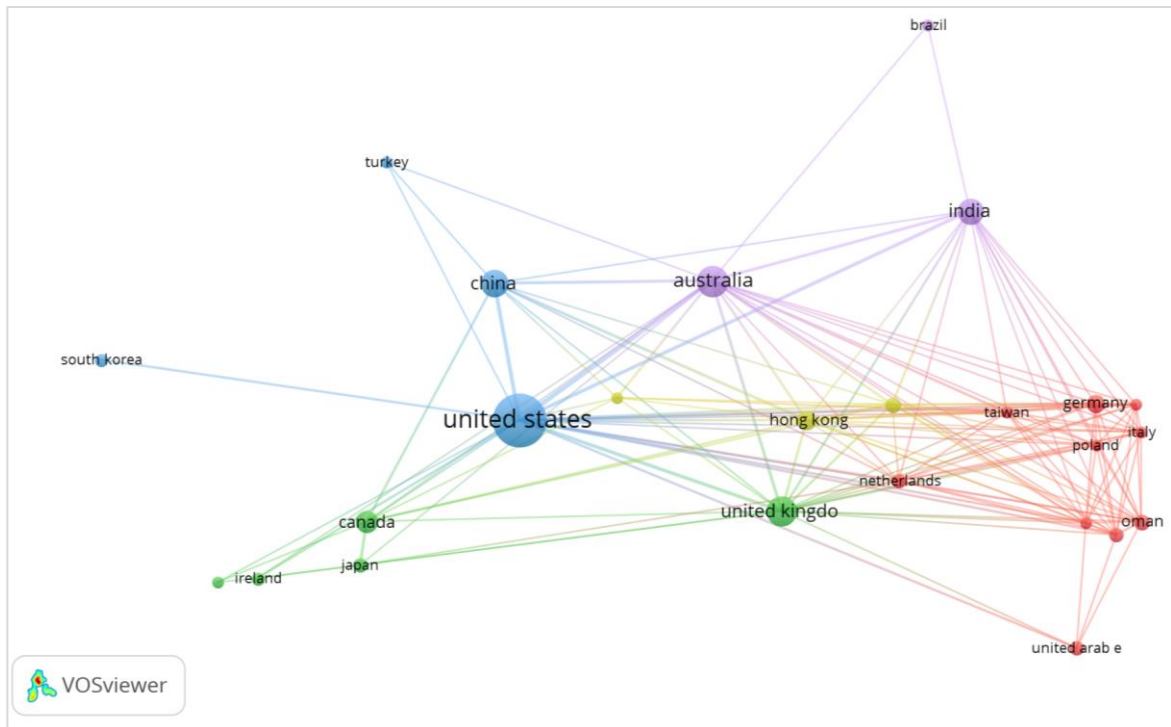 brazil
turkey
india
china
australia
south korea
united states
hong kong
taiwan
germany
italy
poland
netherlands
united kingdo
canada
oman
japan
ireland
united arab e
VOSviewer